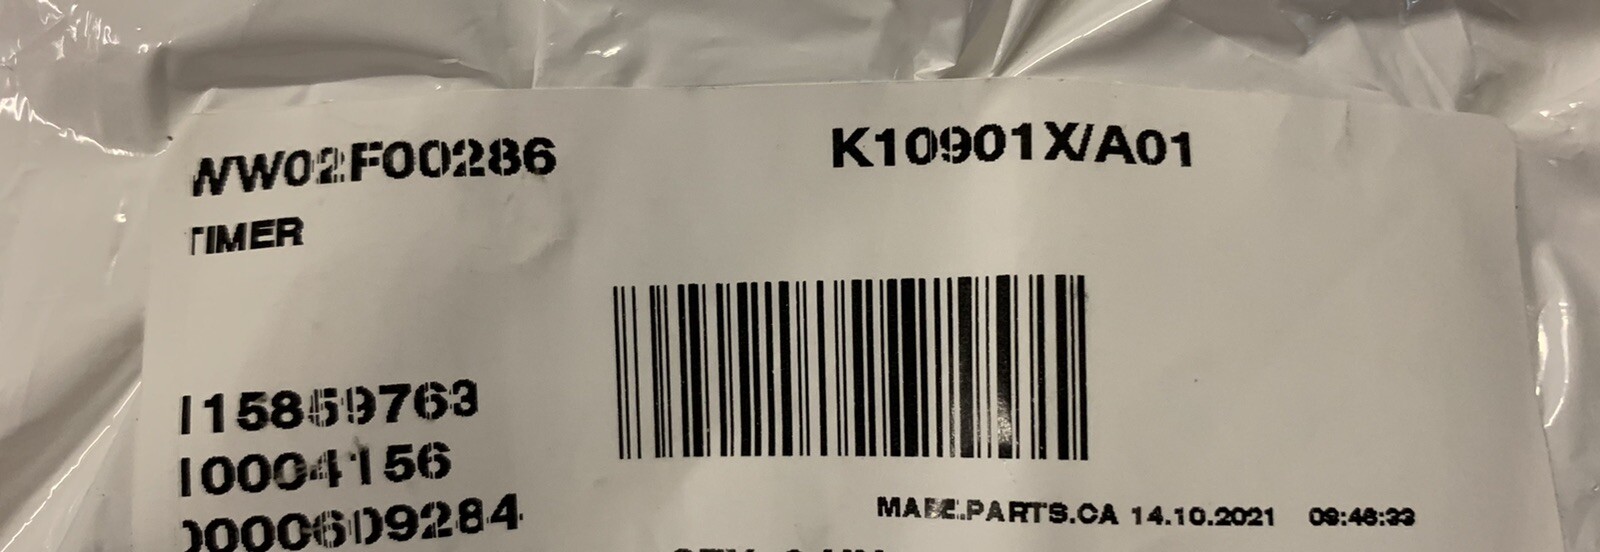 WW02F00286 K10901X/A01
TIMER
115859763
10004156
0000609284
MABE.PARTS.CA 14.10.2021 09:46:33